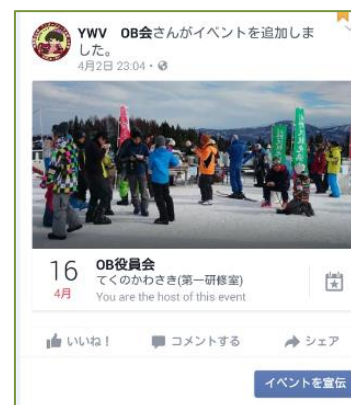 YWV OB会さんがイベントを追加しま
した。
4月2日 23:04
16
4月
OB役員会
てくのかわさき(第一研修室)
You are the host of this event
いいね！
コメントする
シェア
イベントを宣伝